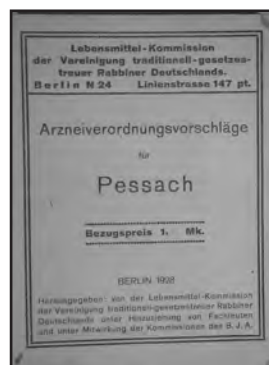 Lebensmittel-Kommission
der Vereinigung traditionell-gesetzes-
treuer Rabbiner Deutschlands.
Berlin N 24 Linienstrasse 147 pt.
Arzneiverordnungsvorschläge
für
Pessach
Bezugspreis 1. Mk.
BERLIN 1928
Herausgegeben von der Lebensmittel-Kommission
der Vereinigung traditionell-gesetzestreuer Rabbiner
Deutschlands unter Hinzuziehung von Fachleuten
und unter Mitwirkung der Kommissionen des B. J. A.